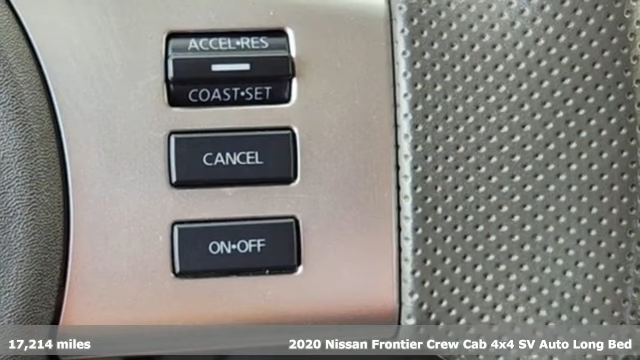 ACCEL•RES
COAST•SET
CANCEL
ON•OFF
17,214 miles
2020 Nissan Frontier Crew Cab 4x4 SV Auto Long Bed